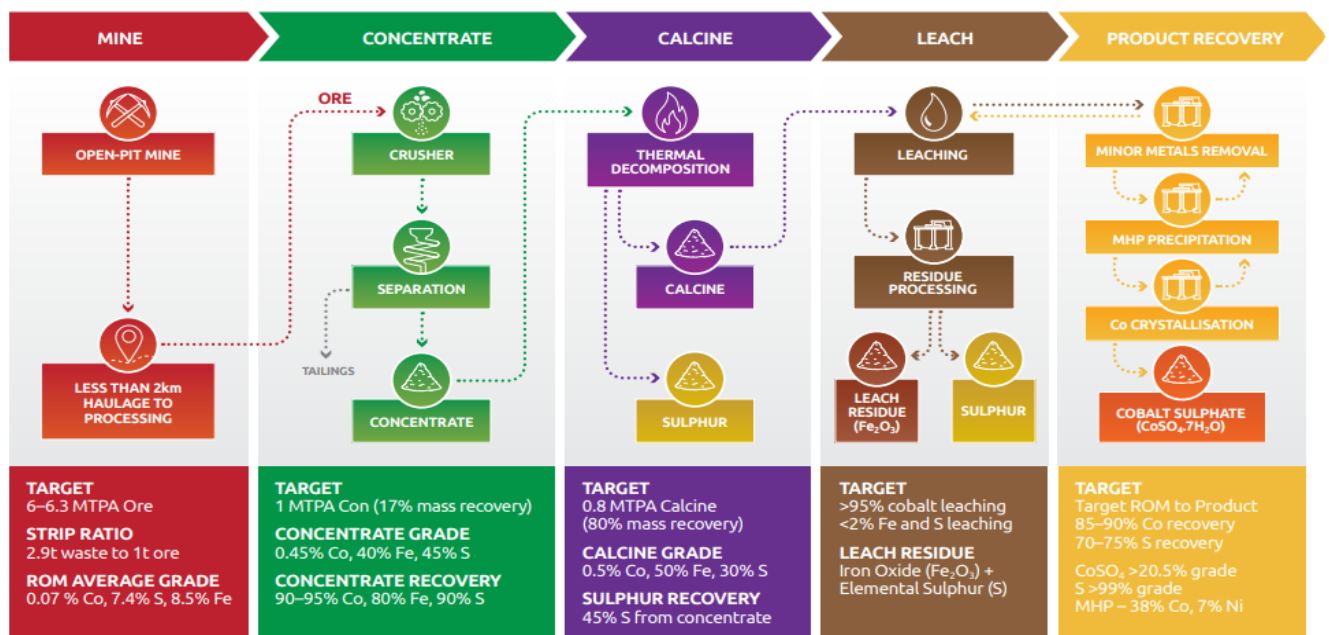 MINE
CONCENTRATE
CALCINE
LEACH
PRODUCT RECOVERY
OPEN-PIT MINE
LESS THAN 2km
HAULAGE TO
PROCESSING
ORE
CRUSHER
SEPARATION
TAILINGS
CONCENTRATE
THERMAL
DECOMPOSITION
CALCINE
SULPHUR
LEACHING
RESIDUE
PROCESSING
LEACH
RESIDUE
(Fe₂O₃)
SULPHUR
MINOR METALS REMOVAL
MHP PRECIPITATION
Co CRYSTALLISATION
COBALT SULPHATE
(CoSO₄.7H₂O)
TARGET
6–6.3 MTPA Ore
STRIP RATIO
2.9t waste to 1t ore
ROM AVERAGE GRADE
0.07 % Co, 7.4% S, 8.5% Fe
TARGET
1 MTPA Con (17% mass recovery)
CONCENTRATE GRADE
0.45% Co, 40% Fe, 45% S
CONCENTRATE RECOVERY
90–95% Co, 80% Fe, 90% S
TARGET
0.8 MTPA Calcine
(80% mass recovery)
CALCINE GRADE
0.5% Co, 50% Fe, 30% S
SULPHUR RECOVERY
45% S from concentrate
TARGET
>95% cobalt leaching
<2% Fe and S leaching
LEACH RESIDUE
Iron Oxide (Fe₂O₃) +
Elemental Sulphur (S)
TARGET
Target ROM to Product
85–90% Co recovery
70–75% S recovery
CoSO₄ >20.5% grade
S >99% grade
MHP – 38% Co, 7% Ni